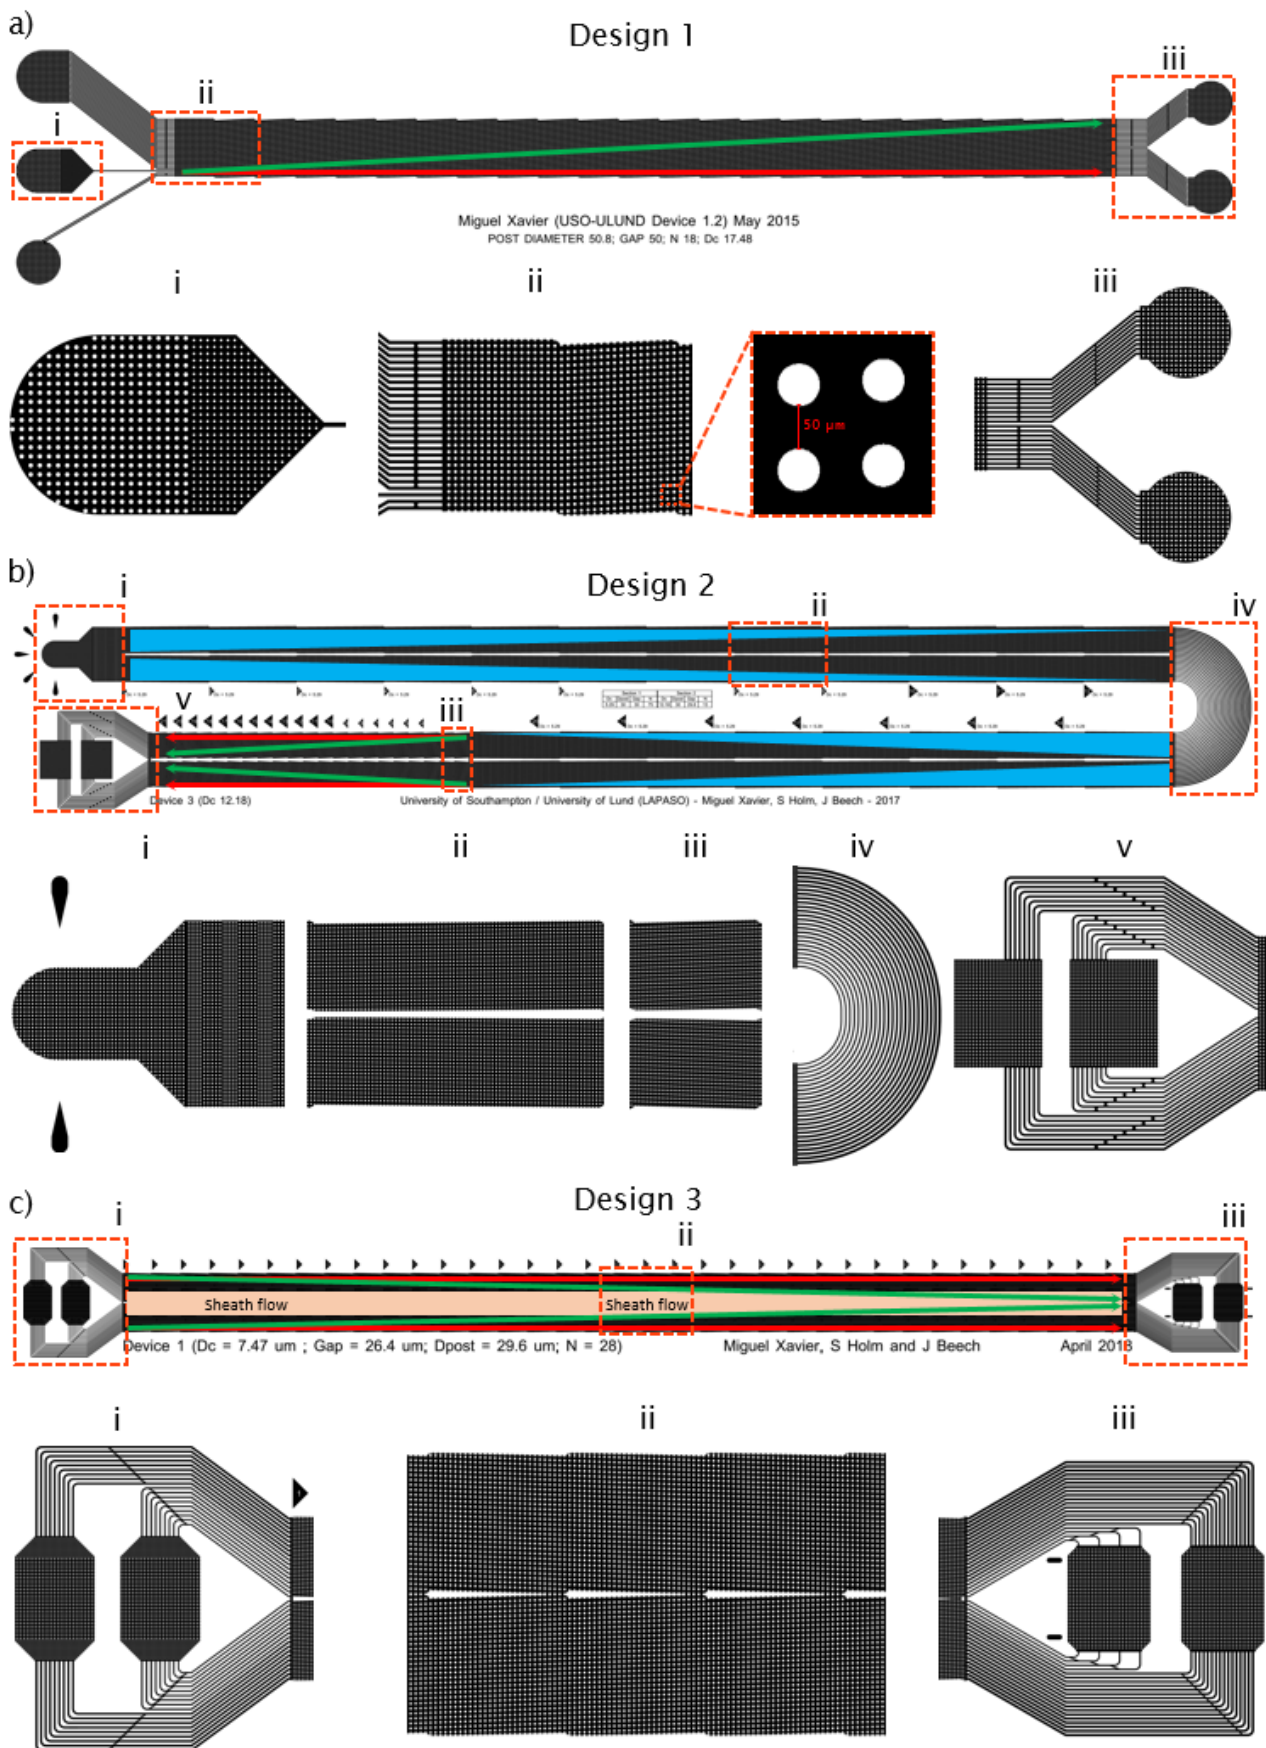 a)
Design 1
i
ii
iii
Miguel Xavier (USO-ULUND Device 1.2) May 2015
POST DIAMETER 50.8; GAP 50; N 18; Dc 17.48
i
ii
iii
50 µm
b)
Design 2
i
ii
iv
v
iii
Device 3 (Dc 12.18)
University of Southampton / University of Lund (LAPASO) - Miguel Xavier, S Holm, J Beech - 2017
i
ii
iii
iv
v
c)
Design 3
i
ii
iii
Sheath flow
Sheath flow
Device 1 (Dc = 7.47 um ; Gap = 26.4 um; Dpost = 29.6 um; N = 28)
Miguel Xavier, S Holm and J Beech
April 2018
i
ii
iii